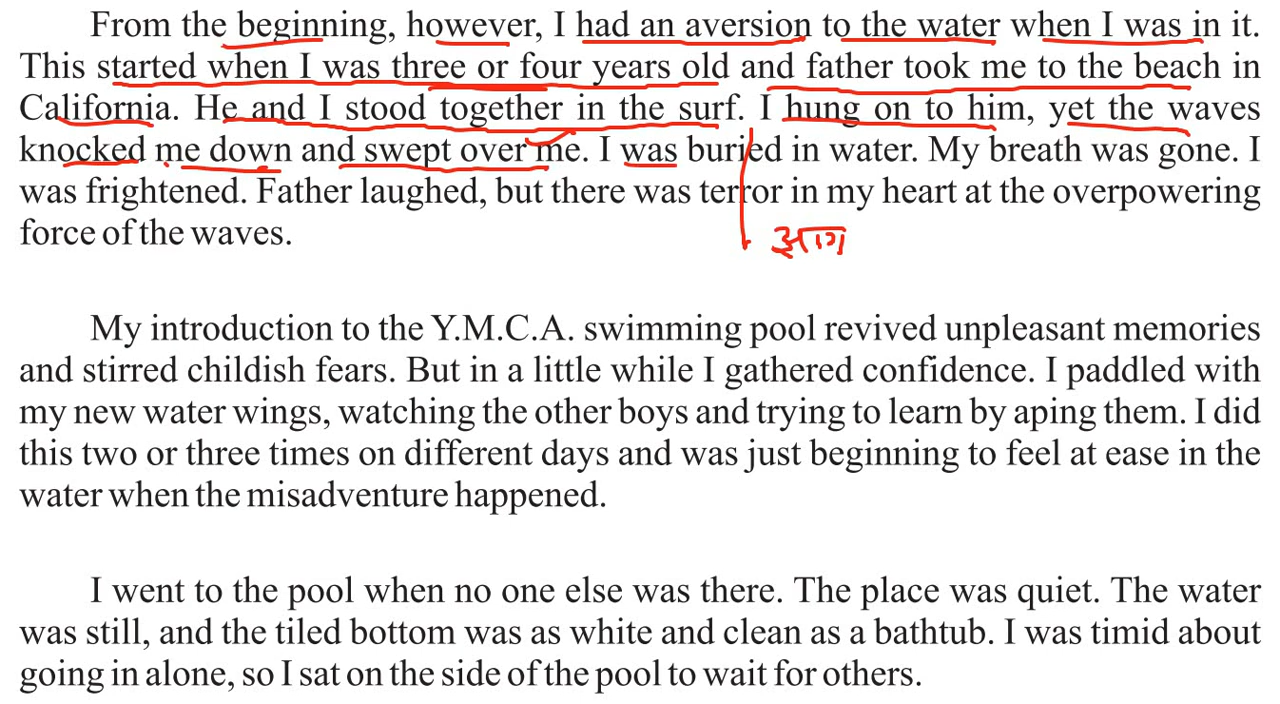 From the beginning, however, I had an aversion to the water when I was in it.
This started when I was three or four years old and father took me to the beach in
California. He and I stood together in the surf. I hung on to him, yet the waves
knocked me down and swept over me. I was buried in water. My breath was gone. I
was frightened. Father laughed, but there was terror in my heart at the overpowering
force of the waves.
झाग
My introduction to the Y.M.C.A. swimming pool revived unpleasant memories
and stirred childish fears. But in a little while I gathered confidence. I paddled with
my new water wings, watching the other boys and trying to learn by aping them. I did
this two or three times on different days and was just beginning to feel at ease in the
water when the misadventure happened.
I went to the pool when no one else was there. The place was quiet. The water
was still, and the tiled bottom was as white and clean as a bathtub. I was timid about
going in alone, so I sat on the side of the pool to wait for others.